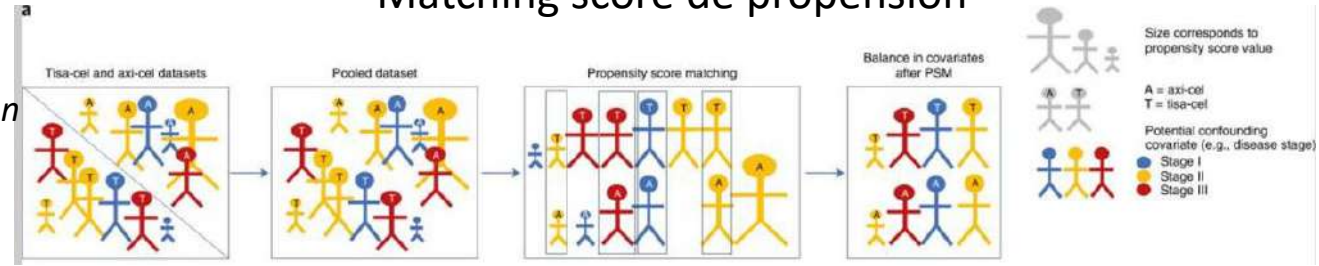 Matching score de propension
a
n
Tisa-cel and axi-cel datasets
Pooled dataset
Propensity score matching
Balance in covariates
after PSM
Size corresponds to
propensity score value
A = axi-cel
T = tisa-cel
Potential confounding
covariate (e.g., disease stage)
Stage I
Stage II
Stage III
A A A A A A
T T T T T T
A A A A A A
T T T T T T
T T T T T T T
A A A A A A
T T T T
A A A A
A T